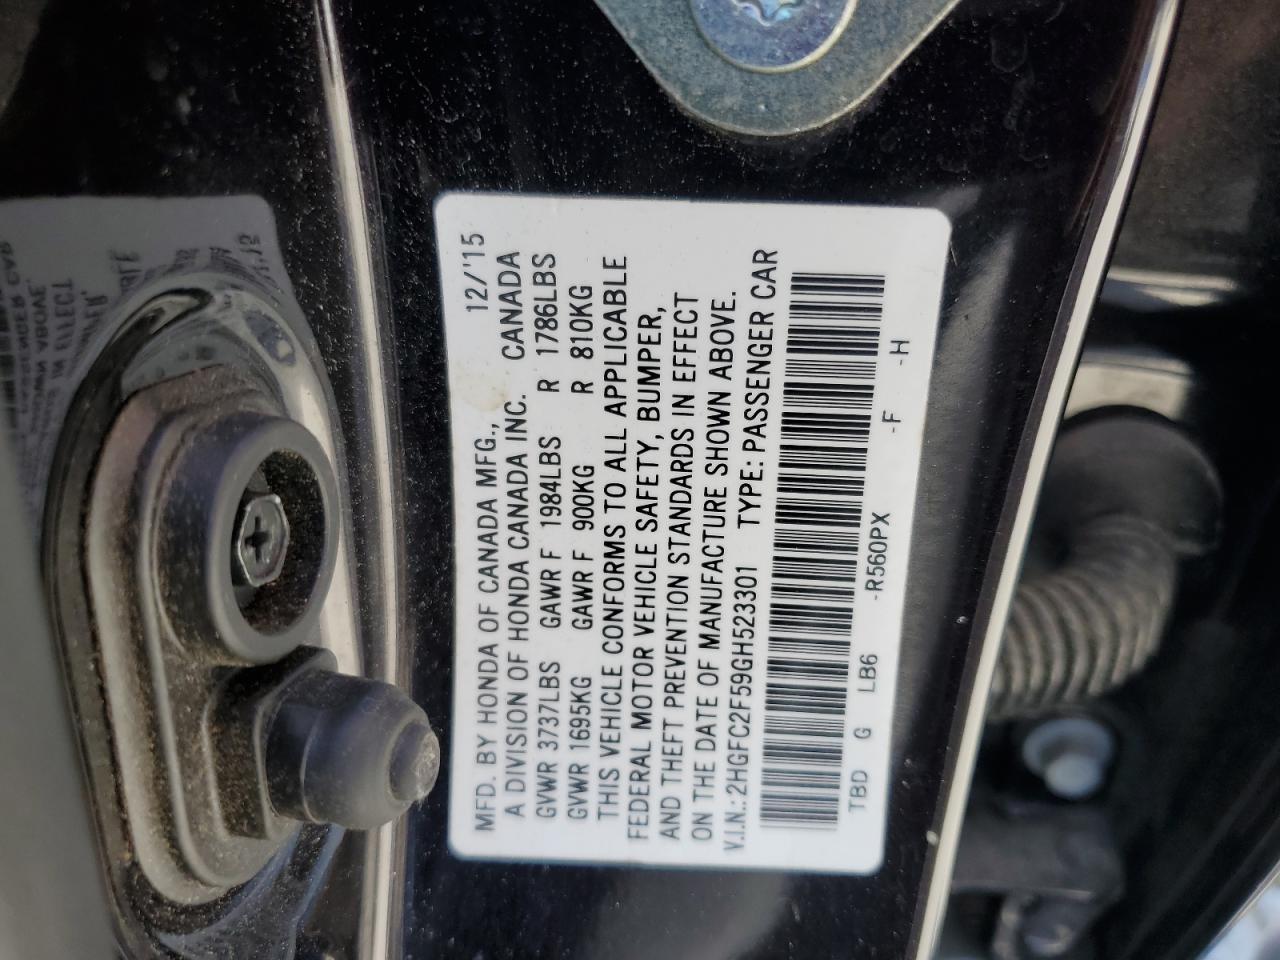 MFD. BY HONDA OF CANADA MFG., 12/'15
A DIVISION OF HONDA CANADA INC. CANADA
GVWR 3737LBS GAWR F 1984LBS R 1786LBS
GVWR 1695KG GAWR F 900KG R 810KG
THIS VEHICLE CONFORMS TO ALL APPLICABLE
FEDERAL MOTOR VEHICLE SAFETY, BUMPER,
AND THEFT PREVENTION STANDARDS IN EFFECT
ON THE DATE OF MANUFACTURE SHOWN ABOVE.
V.I.N.: 2HGFC2F59GH523301 TYPE: PASSENGER CAR
TBD G LB6 -R560PX -F -H